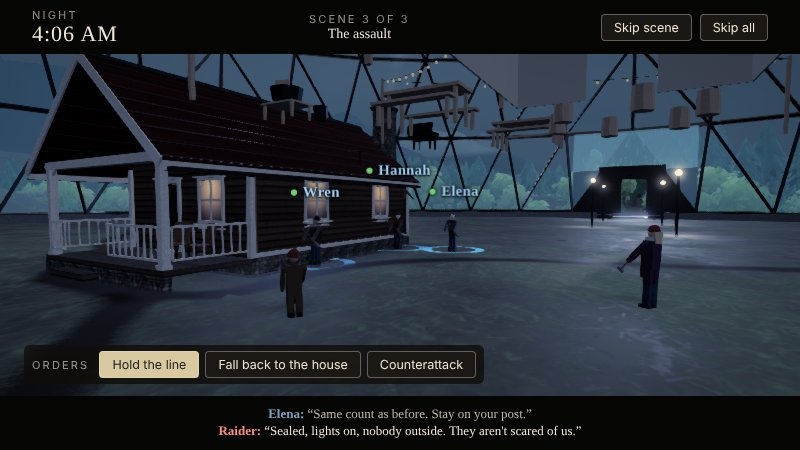 NIGHT
4:06 AM
SCENE 3 OF 3
The assault
Skip scene
Skip all
Hannah
Wren
Elena
ORDERS
Hold the line
Fall back to the house
Counterattack
Elena: “Same count as before. Stay on your post.”
Raider: “Sealed, lights on, nobody outside. They aren't scared of us.”